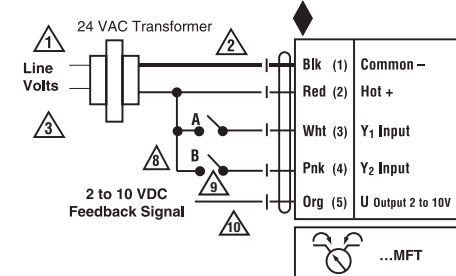 24 VAC Transformer
1
2
Line
Volts
3
Blk (1) Common –
Red (2) Hot +
A
Wht (3) Y1 Input
8
B
Pnk (4) Y2 Input
9
2 to 10 VDC
Feedback Signal
Org (5) U Output 2 to 10V
10
...MFT